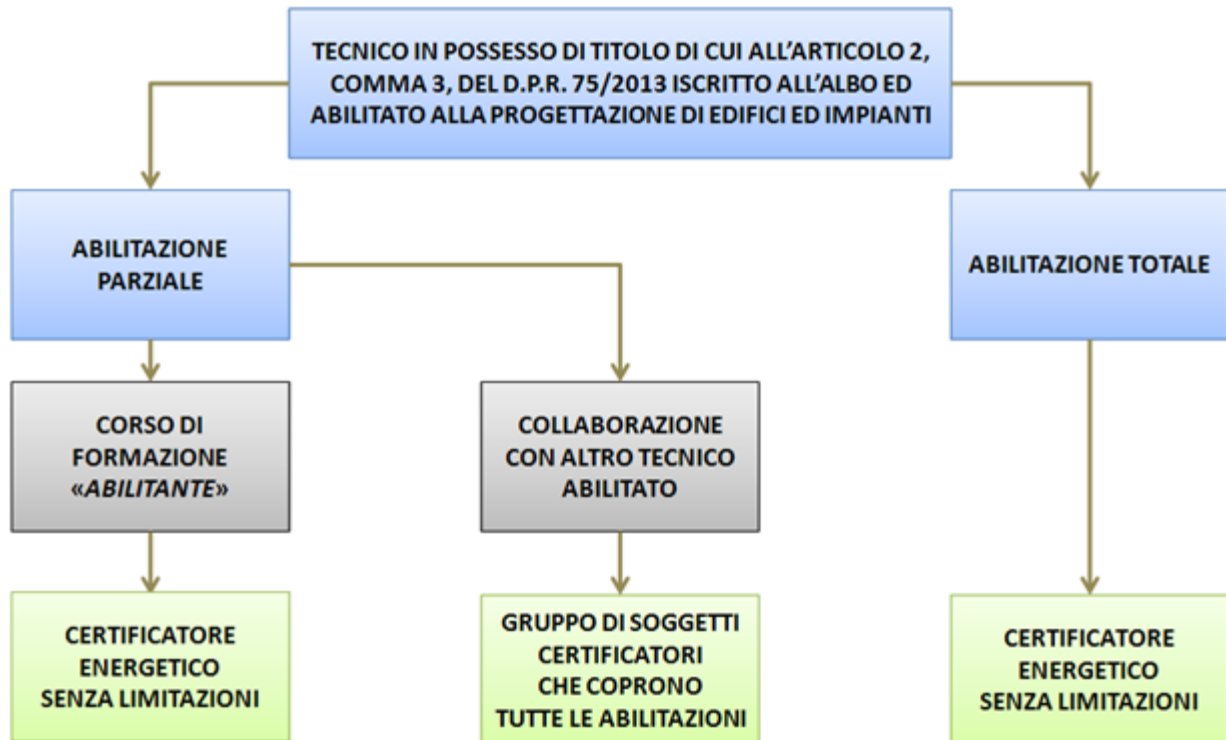 TECNICO IN POSSESSO DI TITOLO DI CUI ALL'ARTICOLO 2,
COMMA 3, DEL D.P.R. 75/2013 ISCRITTO ALL'ALBO ED
ABILITATO ALLA PROGETTAZIONE DI EDIFICI ED IMPIANTI
ABILITAZIONE
PARZIALE
ABILITAZIONE TOTALE
CORSO DI
FORMAZIONE
«ABILITANTE»
COLLABORAZIONE
CON ALTRO TECNICO
ABILITATO
CERTIFICATORE
ENERGETICO
SENZA LIMITAZIONI
GRUPPO DI SOGGETTI
CERTIFICATORI
CHE COPRONO
TUTTE LE ABILITAZIONI
CERTIFICATORE
ENERGETICO
SENZA LIMITAZIONI